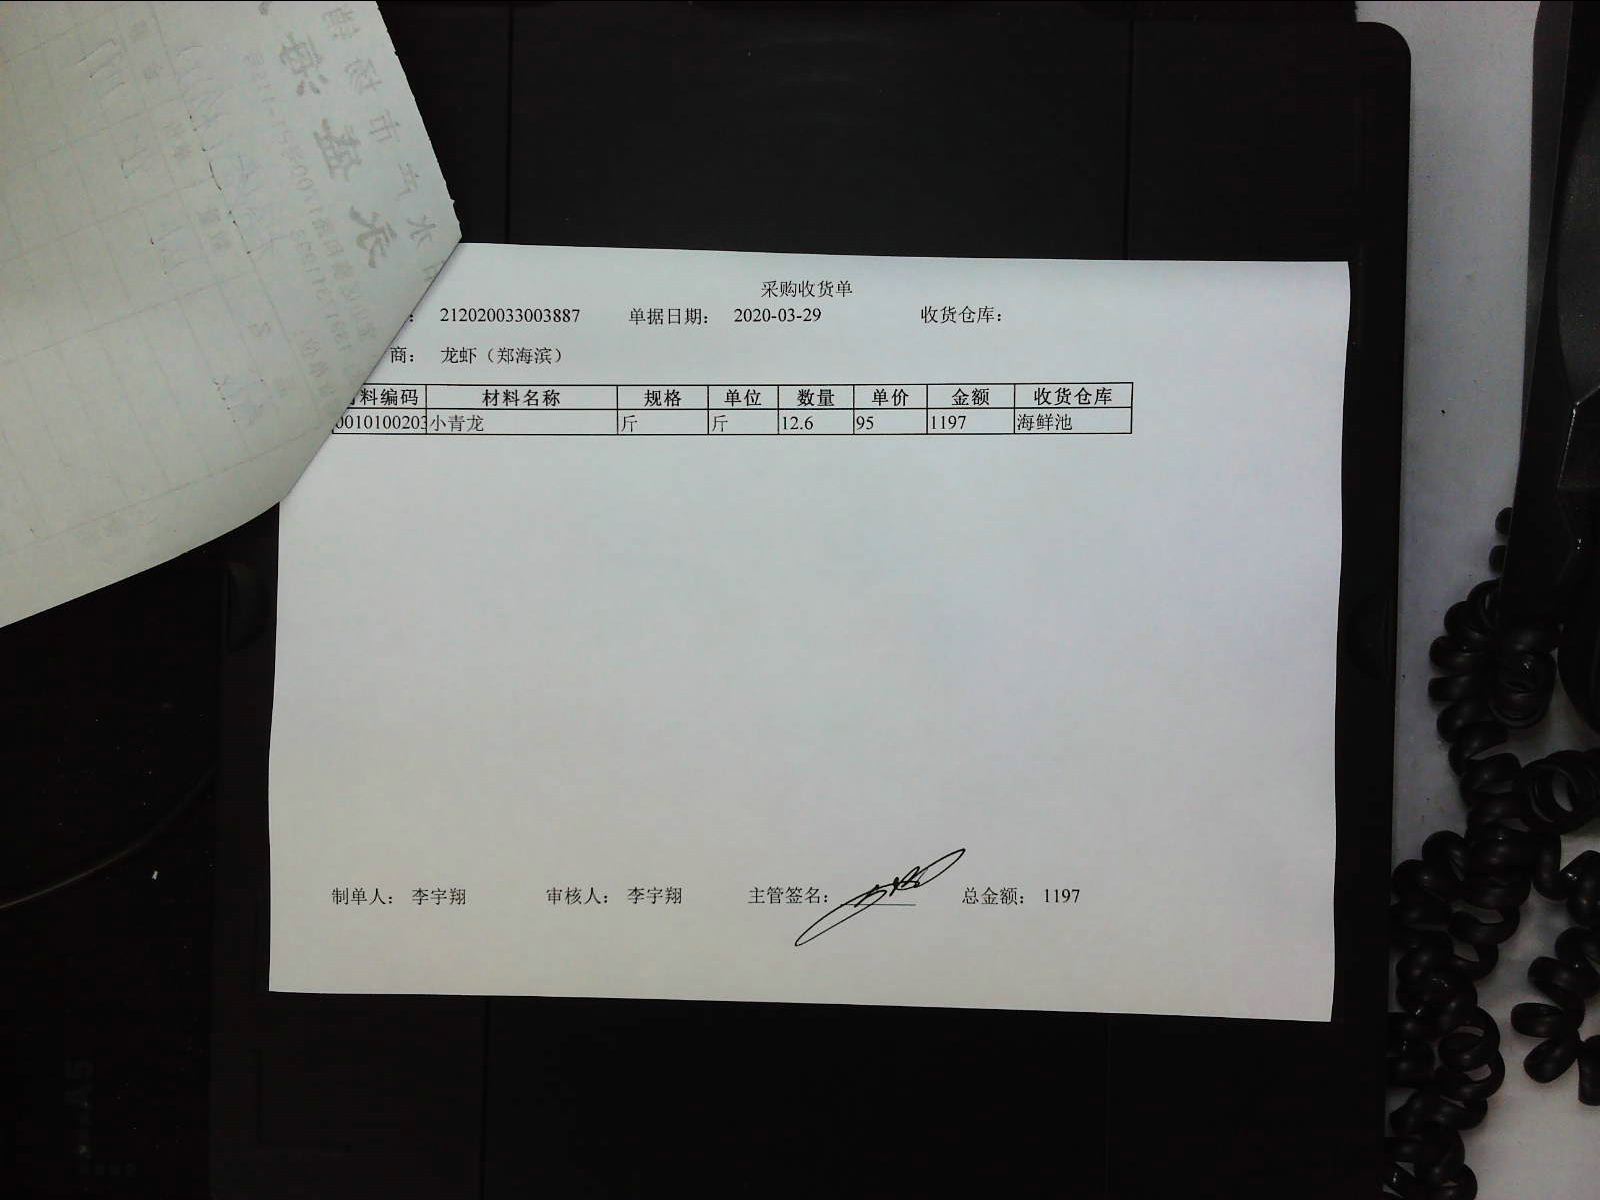 采购收货单
： 212020033003887 单据日期： 2020-03-29 收货仓库：
商： 龙虾（郑海滨）
料编码 材料名称 规格 单位 数量 单价 金额 收货仓库
0010100203 小青龙 斤 斤 12.6 95 1197 海鲜池
制单人： 李宇翔 审核人： 李宇翔 主管签名： 总金额： 1197
A5